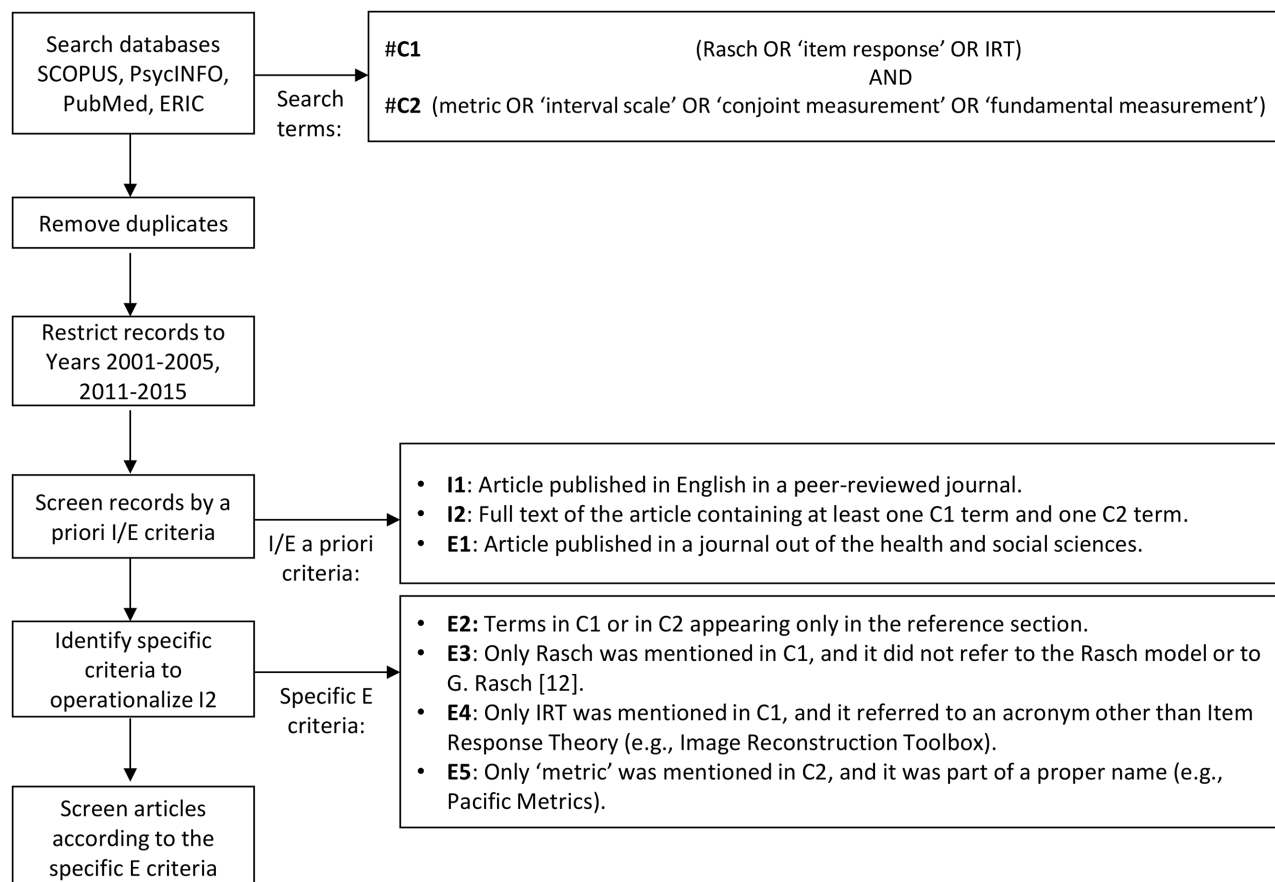 Search databases
SCOPUS, PsycINFO,
PubMed, ERIC
Search
terms:
#C1 (Rasch OR ‘item response’ OR IRT)
AND
#C2 (metric OR ‘interval scale’ OR ‘conjoint measurement’ OR ‘fundamental measurement’)
Remove duplicates
Restrict records to
Years 2001-2005,
2011-2015
Screen records by a
priori I/E criteria
I/E a priori
criteria:
• I1: Article published in English in a peer-reviewed journal.
• I2: Full text of the article containing at least one C1 term and one C2 term.
• E1: Article published in a journal out of the health and social sciences.
Identify specific
criteria to
operationalize I2
Specific E
criteria:
• E2: Terms in C1 or in C2 appearing only in the reference section.
• E3: Only Rasch was mentioned in C1, and it did not refer to the Rasch model or to
G. Rasch [12].
• E4: Only IRT was mentioned in C1, and it referred to an acronym other than Item
Response Theory (e.g., Image Reconstruction Toolbox).
• E5: Only ‘metric’ was mentioned in C2, and it was part of a proper name (e.g.,
Pacific Metrics).
Screen articles
according to the
specific E criteria